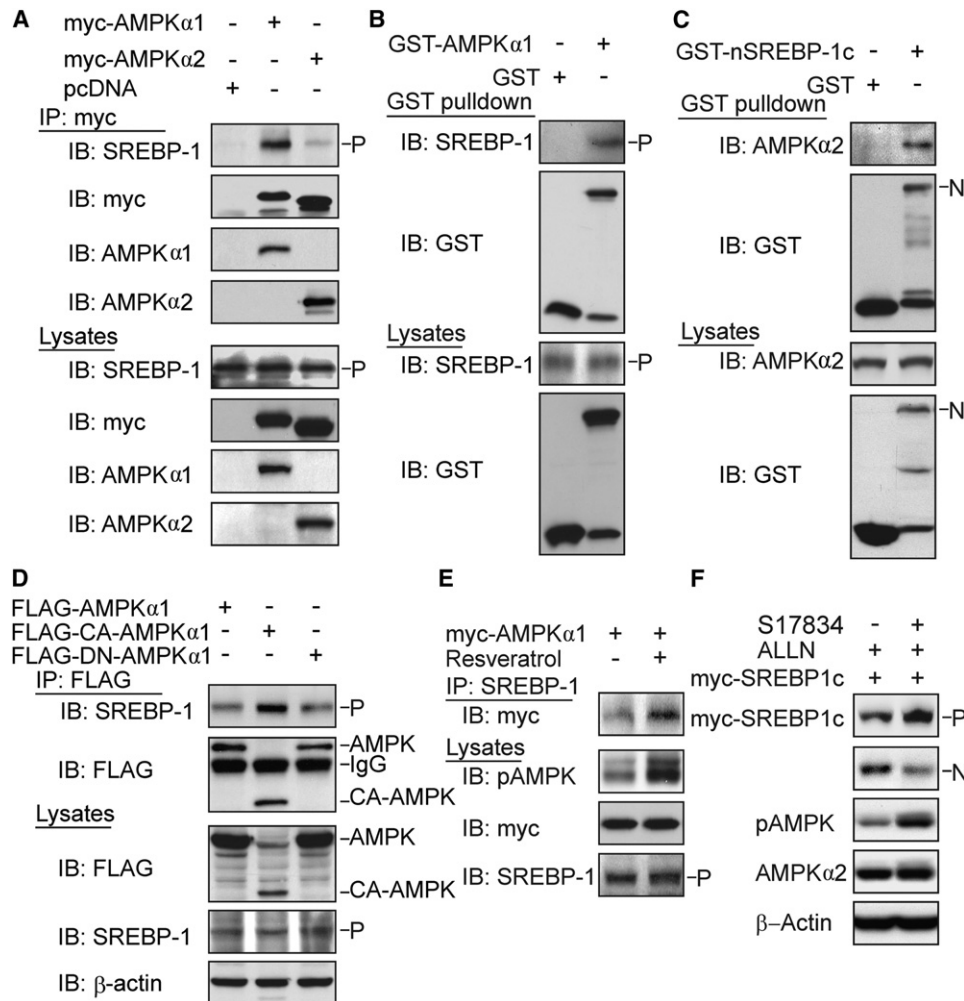 A
myc-AMPKα1 - + -
myc-AMPKα2 - - +
pcDNA + - -
IP: myc
IB: SREBP-1 -P
IB: myc
IB: AMPKα1
IB: AMPKα2
Lysates
IB: SREBP-1 -P
IB: myc
IB: AMPKα1
IB: AMPKα2
B
GST-AMPKα1 - +
GST + -
GST pulldown
IB: SREBP-1 -P
IB: GST
Lysates
IB: SREBP-1 -P
IB: GST
C
GST-nSREBP-1c - +
GST + -
GST pulldown
IB: AMPKα2
-N
IB: GST
Lysates
IB: AMPKα2
-N
IB: GST
D
FLAG-AMPKα1 + - -
FLAG-CA-AMPKα1 - + -
FLAG-DN-AMPKα1 - - +
IP: FLAG
IB: SREBP-1 -P
-AMPK
IB: FLAG -IgG
-CA-AMPK
Lysates
-AMPK
IB: FLAG
-CA-AMPK
IB: SREBP-1 -P
IB: β-actin
E
myc-AMPKα1 + +
Resveratrol - +
IP: SREBP-1
IB: myc
Lysates
IB: pAMPK
IB: myc
IB: SREBP-1 -P
F
S17834 - +
ALLN + +
myc-SREBP1c + +
myc-SREBP1c -P
-N
pAMPK
AMPKα2
β-Actin